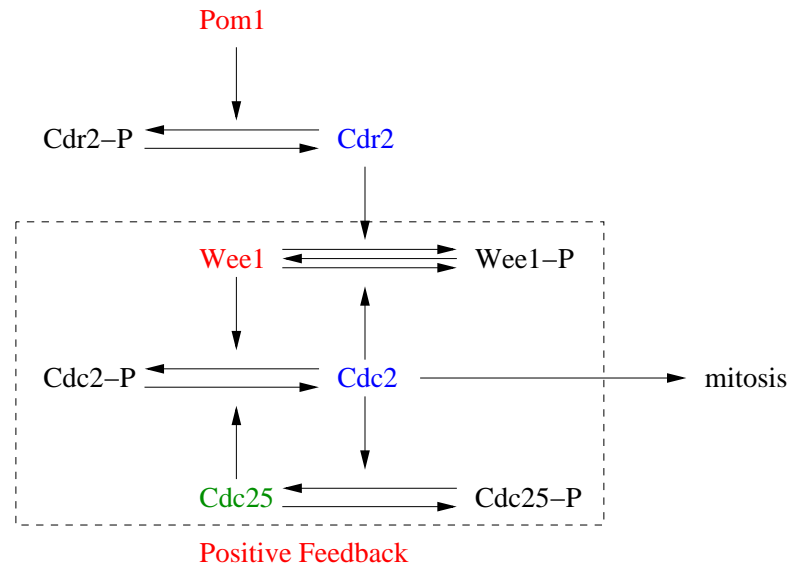 Pom1
Cdr2−P Cdr2
Wee1 Wee1−P
Cdc2−P Cdc2 mitosis
Cdc25 Cdc25−P
Positive Feedback